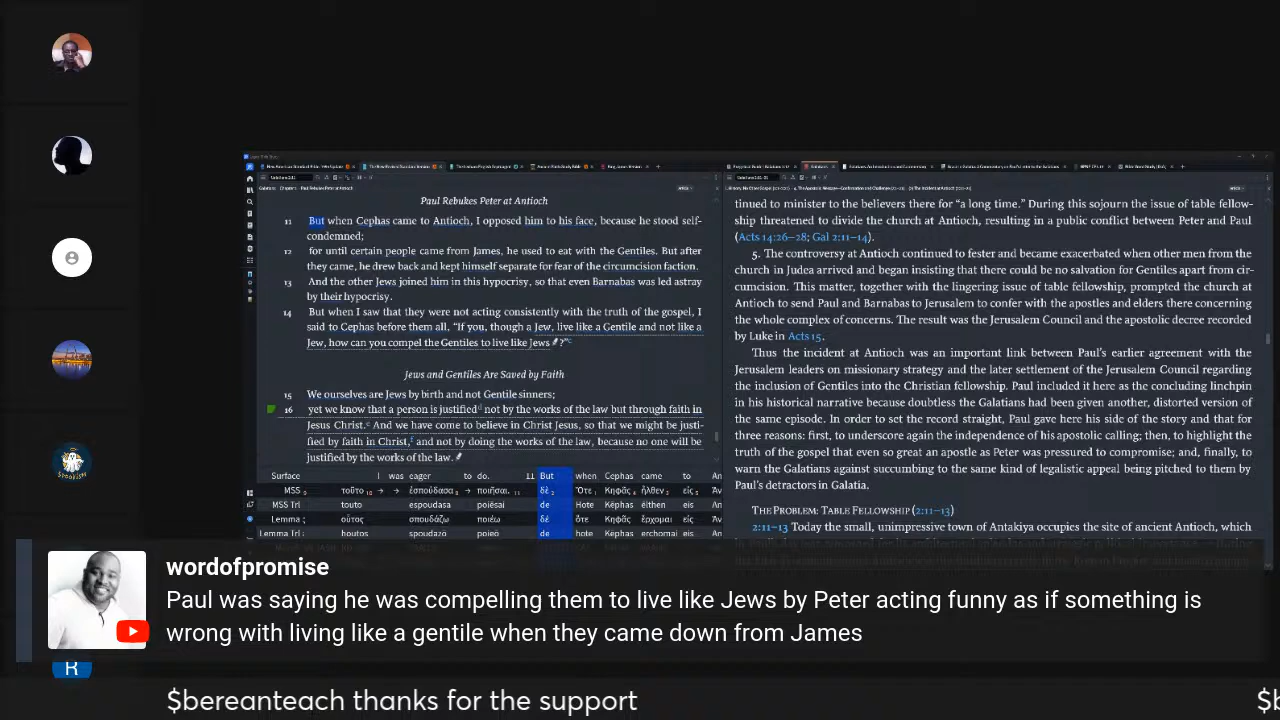 Paul Rebukes Peter at Antioch
11 But when Cephas came to Antioch, I opposed him to his face, because he stood self-
condemned;
12 for until certain people came from James, he used to eat with the Gentiles. But after
they came, he drew back and kept himself separate for fear of the circumcision faction.
13 And the other Jews joined him in this hypocrisy, so that even Barnabas was led astray
by their hypocrisy.
14 But when I saw that they were not acting consistently with the truth of the gospel, I
said to Cephas before them all, “If you, though a Jew, live like a Gentile and not like a
Jew, how can you compel the Gentiles to live like Jews ?”c
Jews and Gentiles Are Saved by Faith
15 We ourselves are Jews by birth and not Gentile sinners;
16 yet we know that a person is justified not by the works of the law but through faith in
Jesus Christ. And we have come to believe in Christ Jesus, so that we might be justi-
fied by faith in Christ, and not by doing the works of the law, because no one will be
justified by the works of the law.
Surface I was eager to do. 11 But when Cephas came to An
MSS τοῦτο 10 → → ἐσπούδασα 9 → ποιῆσαι. 11 δὲ 2 Ὅτε 1 Κηφᾶς 4 ἦλθεν 3 εἰς 5 Ἀν
MSS Trl touto espoudasa poiēsai de Hote Kēphas ēlthen eis An
Lemma οὗτος σπουδάζω ποιέω δέ ὅτε Κηφᾶς ἔρχομαι εἰς Ἀν
Lemma Trl houtos spoudazō poieō de hote Kēphas erchomai eis An
tinued to minister to the believers there for “a long time.” During this sojourn the issue of table fellow-
ship threatened to divide the church at Antioch, resulting in a public conflict between Peter and Paul
(Acts 14:26–28; Gal 2:11–14).
5. The controversy at Antioch continued to fester and became exacerbated when other men from the
church in Judea arrived and began insisting that there could be no salvation for Gentiles apart from cir-
cumcision. This matter, together with the lingering issue of table fellowship, prompted the church at
Antioch to send Paul and Barnabas to Jerusalem to confer with the apostles and elders there concerning
the whole complex of concerns. The result was the Jerusalem Council and the apostolic decree recorded
by Luke in Acts 15.
Thus the incident at Antioch was an important link between Paul’s earlier agreement with the
Jerusalem leaders on missionary strategy and the later settlement of the Jerusalem Council regarding
the inclusion of Gentiles into the Christian fellowship. Paul included it here as the concluding linchpin
in his historical narrative because doubtless the Galatians had been given another, distorted version of
the same episode. In order to set the record straight, Paul gave here his side of the story and that for
three reasons: first, to underscore again the independence of his apostolic calling; then, to highlight the
truth of the gospel that even so great an apostle as Peter was pressured to compromise; and, finally, to
warn the Galatians against succumbing to the same kind of legalistic appeal being pitched to them by
Paul’s detractors in Galatia.
The Problem: Table Fellowship (2:11–13)
2:11–13 Today the small, unimpressive town of Antakiya occupies the site of ancient Antioch, which
wordofpromise
Paul was saying he was compelling them to live like Jews by Peter acting funny as if something is
wrong with living like a gentile when they came down from James
R
$bereanteach thanks for the support
$b